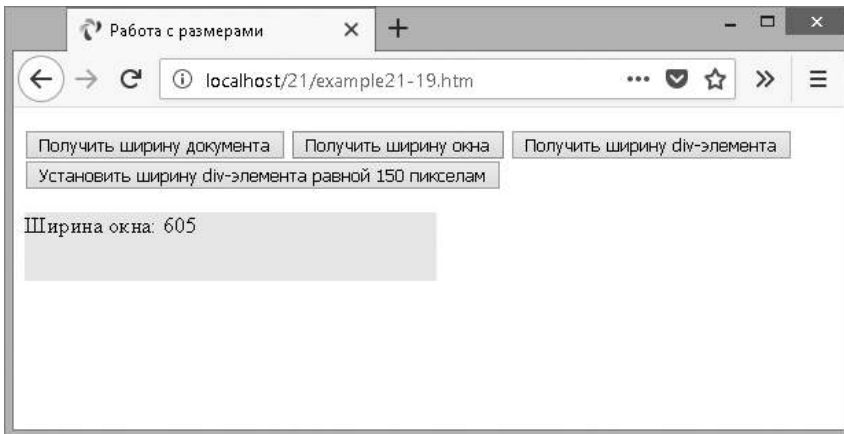 Работа с размерами
localhost/21/example21-19.htm
Получить ширину документа Получить ширину окна Получить ширину div-элемента
Установить ширину div-элемента равной 150 пикселам
Ширина окна: 605